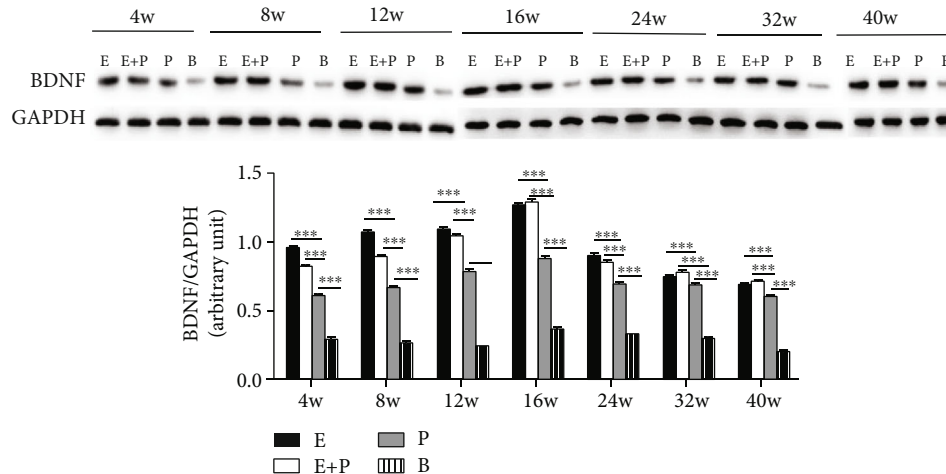 4w 8w 12w 16w 24w 32w 40w
E E+P P B E E+P P B E E+P P B E E+P P B E E+P P B E E+P P B E E+P P
BDNF
GAPDH
BDNF/GAPDH
(arbitrary unit)
1.5
1.0
0.5
0.0
*** *** ***
*** *** ***
*** ***
*** *** ***
*** *** ***
*** *** ***
*** *** ***
4w 8w 12w 16w 24w 32w 40w
E P
E+P B